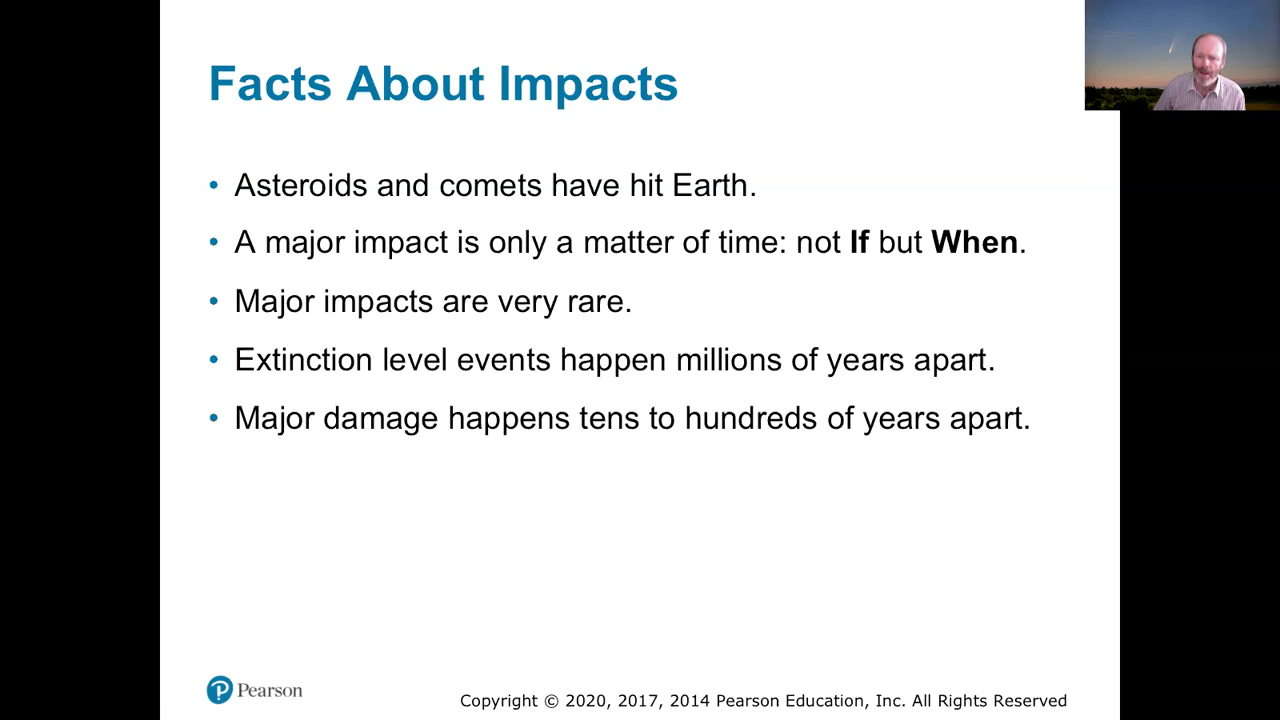 Facts About Impacts
• Asteroids and comets have hit Earth.
• A major impact is only a matter of time: not If but When.
• Major impacts are very rare.
• Extinction level events happen millions of years apart.
• Major damage happens tens to hundreds of years apart.
Pearson
Copyright © 2020, 2017, 2014 Pearson Education, Inc. All Rights Reserved